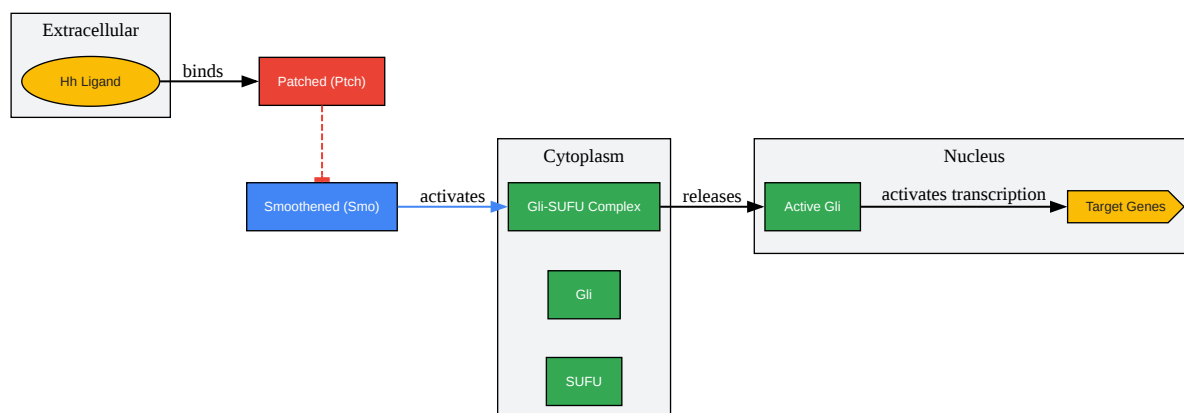 Extracellular
Hh Ligand
binds
Patched (Ptch)
Smoothened (Smo)
activates
Cytoplasm
Gli-SUFU Complex
releases
Gli
SUFU
Nucleus
Active Gli
activates transcription
Target Genes